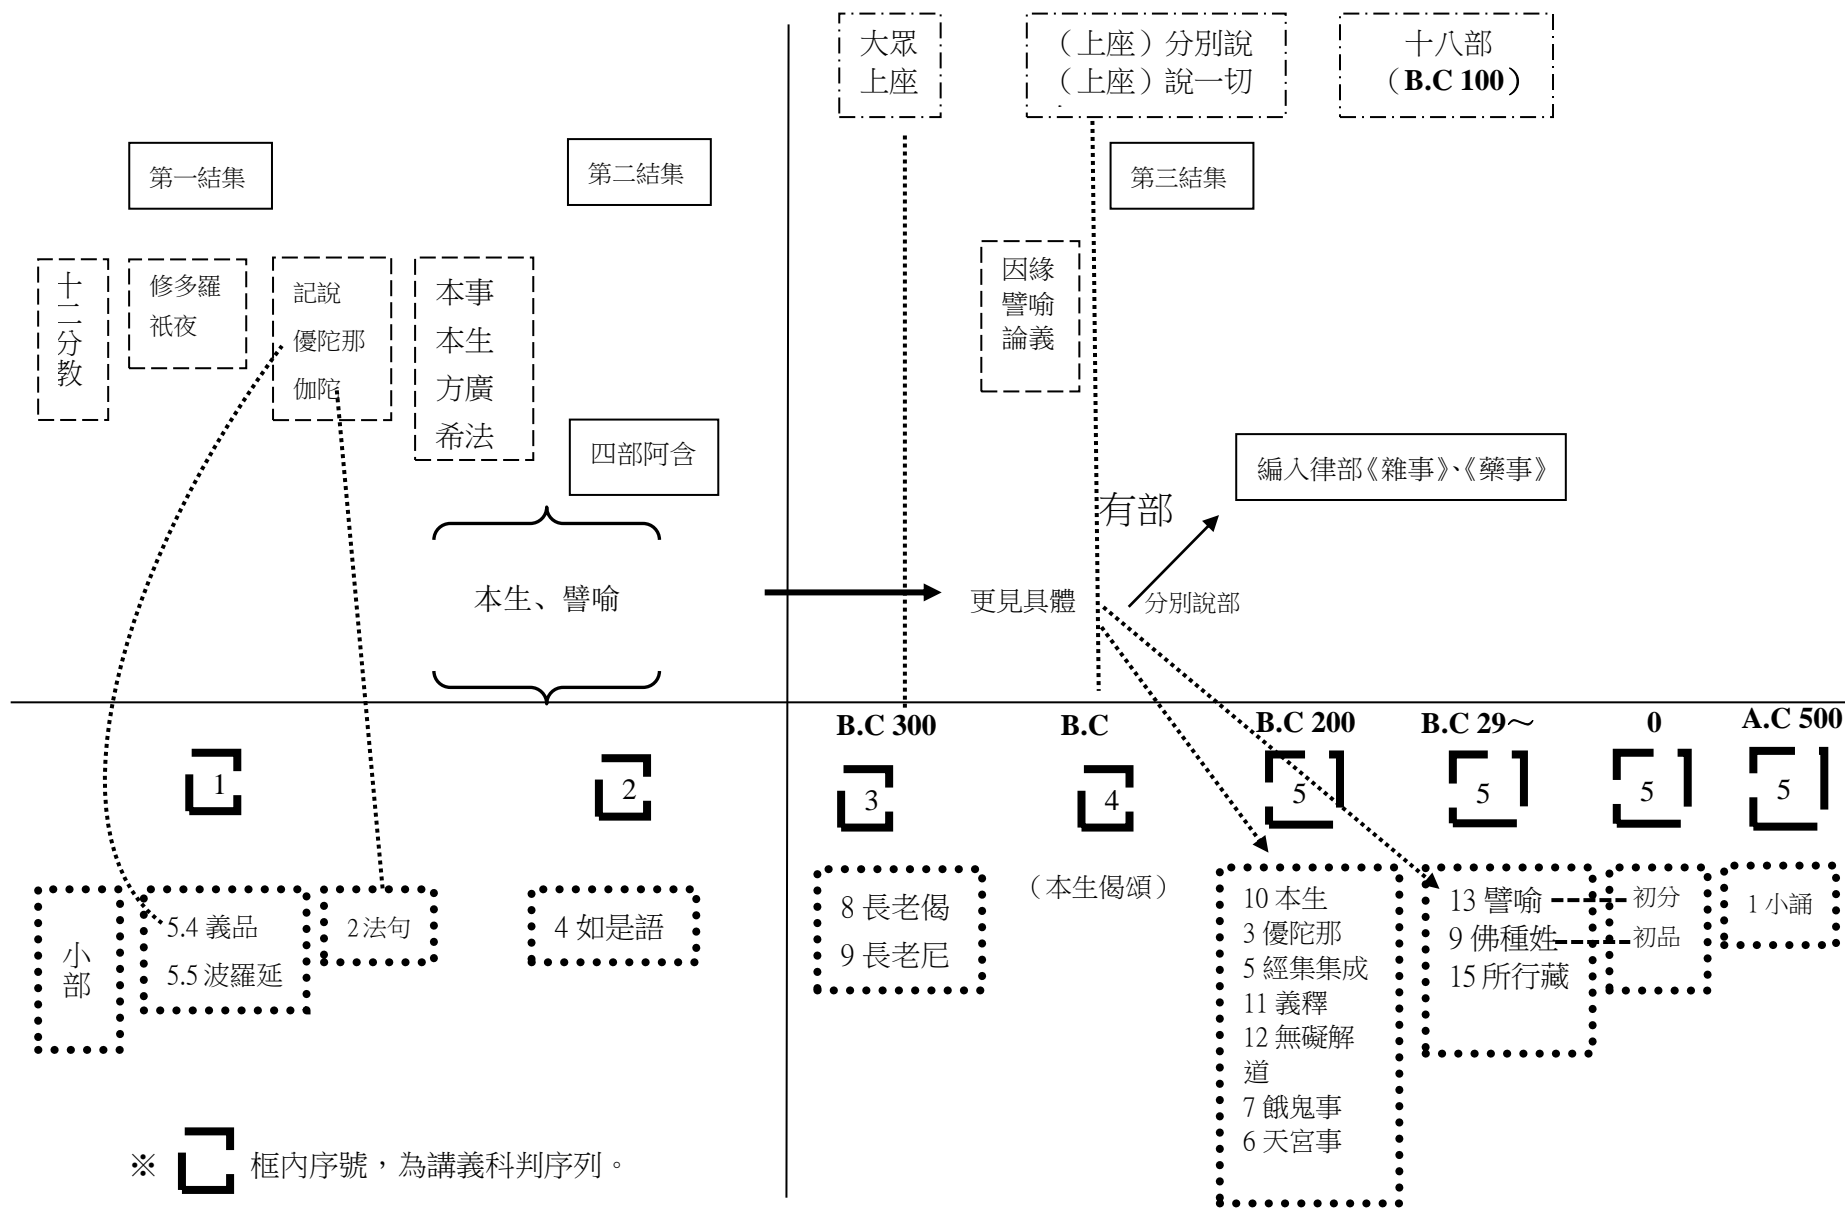 大眾
上座
（上座）分別說
（上座）說一切
十八部
（B.C 100）
第一結集
第二結集
第三結集
十二分教
修多羅
祇夜
記說
優陀那
伽陀
本事
本生
方廣
希法
因緣
譬喻
論義
四部阿含
編入律部《雜事》、《藥事》
有部
本生、譬喻
更見具體
分別說部
B.C 300
B.C
B.C 200
B.C 29～
0
A.C 500
1
2
3
4
5
5
5
5
小部
5.4 義品
5.5 波羅延
2 法句
4 如是語
8 長老偈
9 長老尼
（本生偈頌）
10 本生
3 優陀那
5 經集集成
11 義釋
12 無礙解
道
7 餓鬼事
6 天宮事
13 譬喻
9 佛種姓
15 所行藏
初分
初品
1 小誦
※ 框內序號，為講義科判序列。